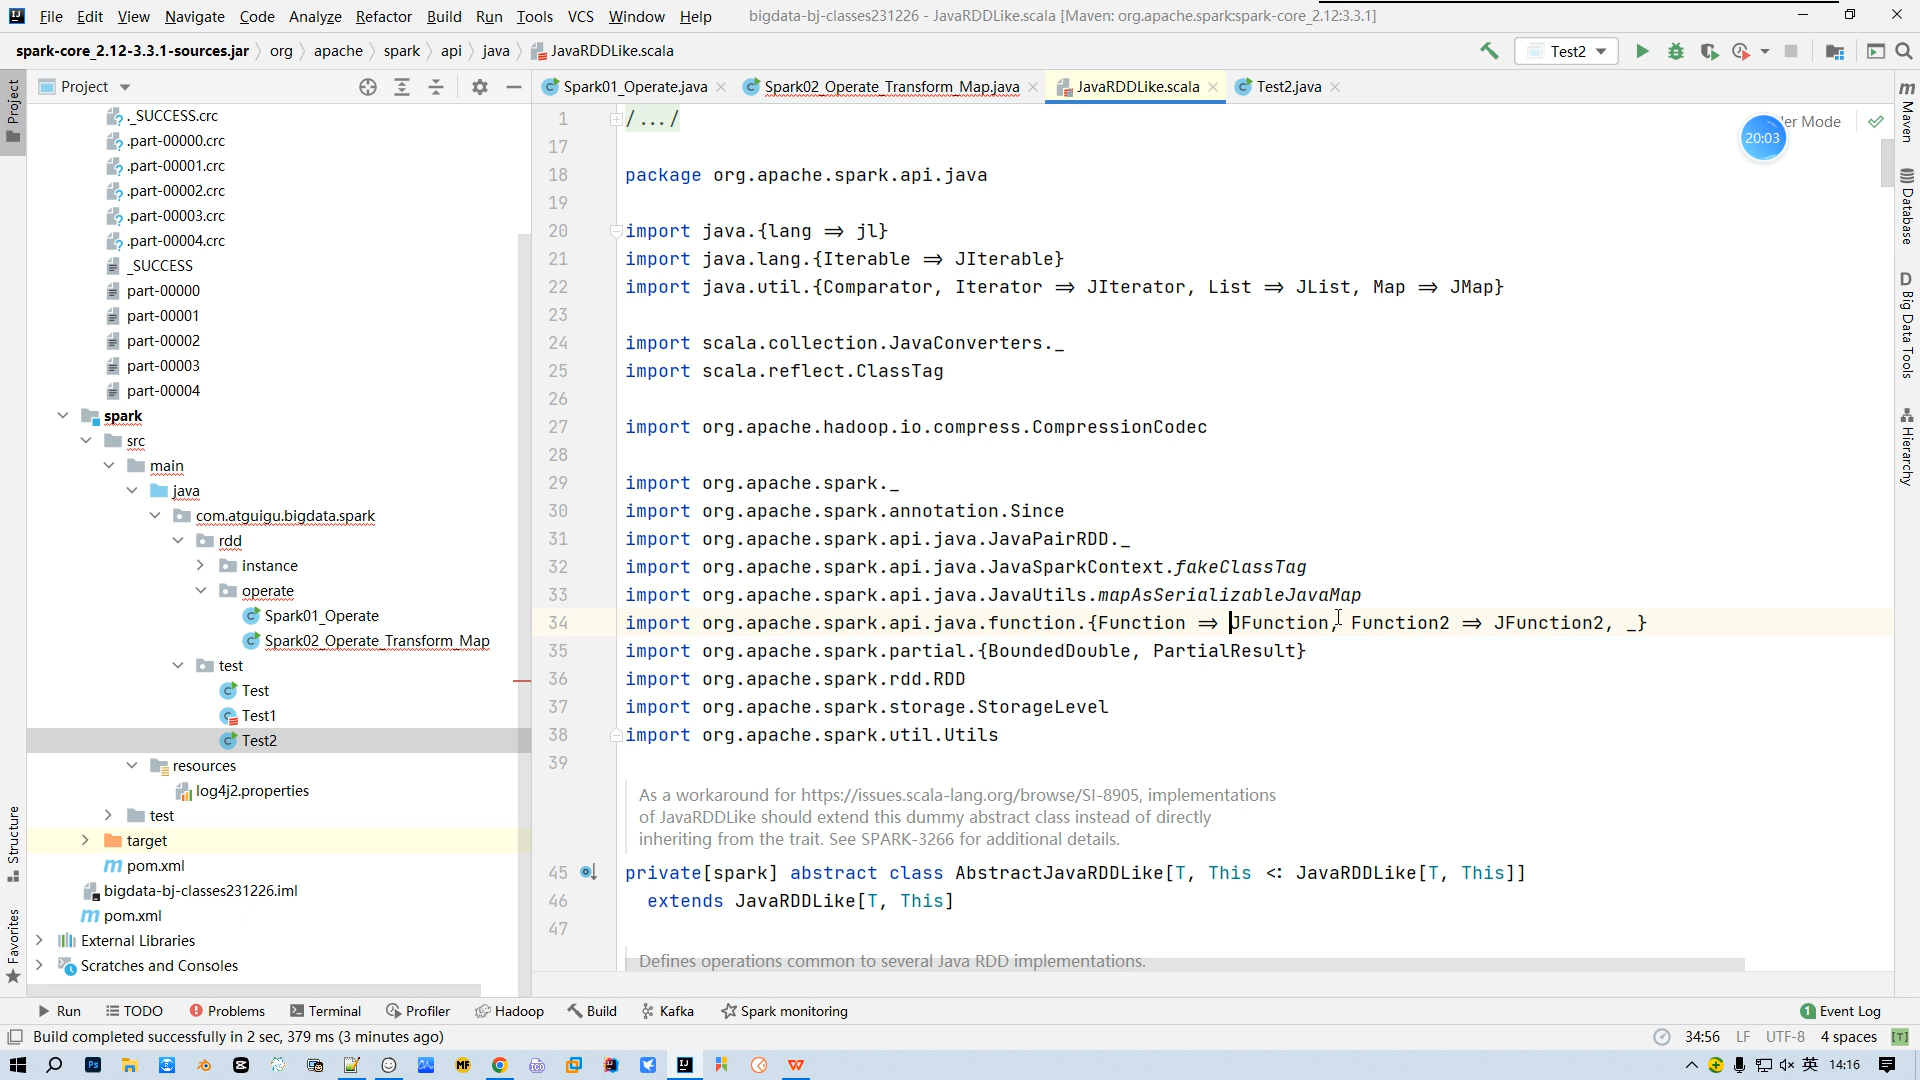 File Edit View Navigate Code Analyze Refactor Build Run Tools VCS Window Help bigdata-bj-classes231226 - JavaRDDLike.scala [Maven: org.apache.spark:spark-core_2.12:3.3.1]
spark-core_2.12-3.3.1-sources.jar org apache spark api java JavaRDDLike.scala Test2
Project Spark01_Operate.java Spark02_Operate_Transform_Map.java JavaRDDLike.scala Test2.java
Project
Structure
Favorites
._SUCCESS.crc
.part-00000.crc
.part-00001.crc
.part-00002.crc
.part-00003.crc
.part-00004.crc
_SUCCESS
part-00000
part-00001
part-00002
part-00003
part-00004
spark
src
main
java
com.atguigu.bigdata.spark
rdd
instance
operate
Spark01_Operate
Spark02_Operate_Transform_Map
test
Test
Test1
Test2
resources
log4j2.properties
test
target
pom.xml
bigdata-bj-classes231226.iml
pom.xml
External Libraries
Scratches and Consoles
1 /.../
17
18 package org.apache.spark.api.java
19
20 import java.{lang ⇒ jl}
21 import java.lang.{Iterable ⇒ JIterable}
22 import java.util.{Comparator, Iterator ⇒ JIterator, List ⇒ JList, Map ⇒ JMap}
23
24 import scala.collection.JavaConverters._
25 import scala.reflect.ClassTag
26
27 import org.apache.hadoop.io.compress.CompressionCodec
28
29 import org.apache.spark._
30 import org.apache.spark.annotation.Since
31 import org.apache.spark.api.java.JavaPairRDD._
32 import org.apache.spark.api.java.JavaSparkContext.fakeClassTag
33 import org.apache.spark.api.java.JavaUtils.mapAsSerializableJavaMap
34 import org.apache.spark.api.java.function.{Function ⇒ JFunction, Function2 ⇒ JFunction2, _}
35 import org.apache.spark.partial.{BoundedDouble, PartialResult}
36 import org.apache.spark.rdd.RDD
37 import org.apache.spark.storage.StorageLevel
38 import org.apache.spark.util.Utils
39
As a workaround for https://issues.scala-lang.org/browse/SI-8905, implementations
of JavaRDDLike should extend this dummy abstract class instead of directly
inheriting from the trait. See SPARK-3266 for additional details.
45 private[spark] abstract class AbstractJavaRDDLike[T, This <: JavaRDDLike[T, This]]
46 extends JavaRDDLike[T, This]
47
Defines operations common to several Java RDD implementations.
20:03 er Mode
Maven
Database
Big Data Tools
Hierarchy
Run TODO Problems Terminal Profiler Hadoop Build Kafka Spark monitoring 1 Event Log
Build completed successfully in 2 sec, 379 ms (3 minutes ago) 34:56 LF UTF-8 4 spaces [T]
英 14:16